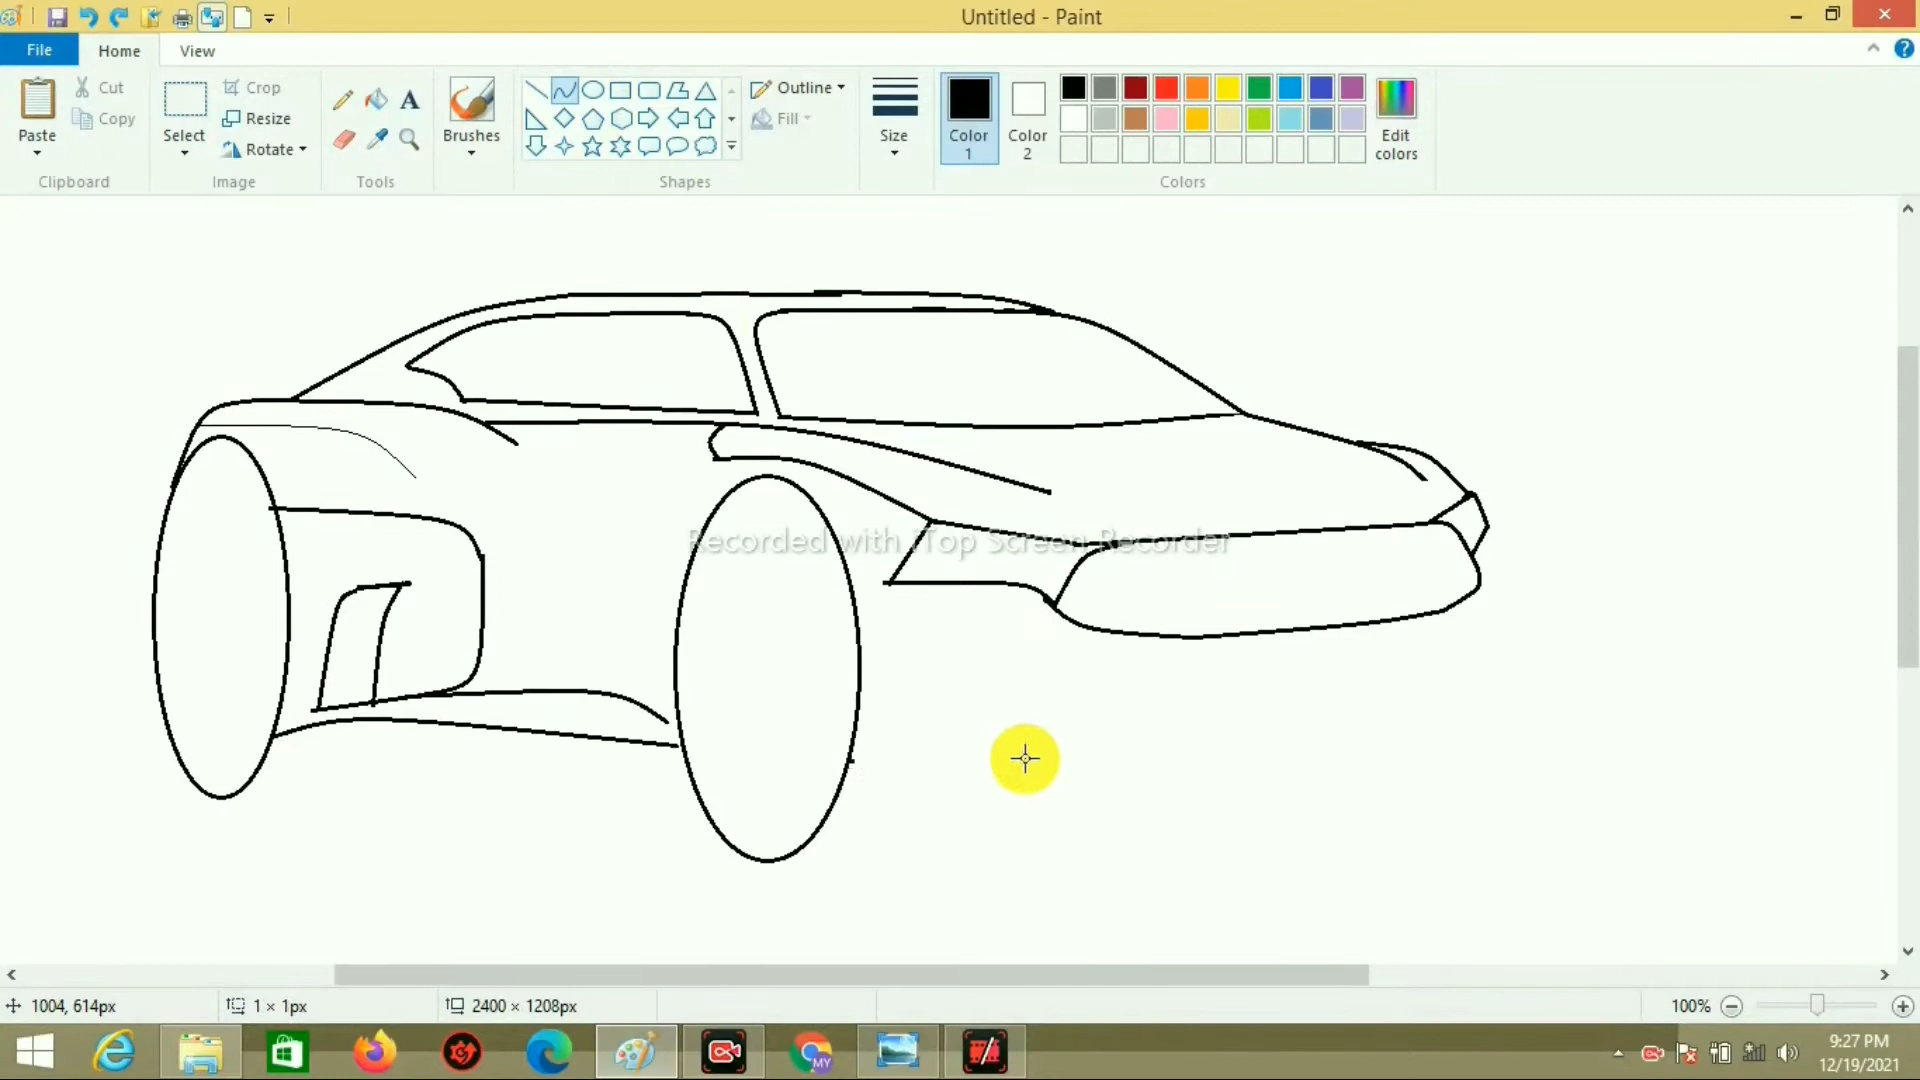 Untitled - Paint
File Home View
Paste
Cut
Copy
Clipboard
Select
Crop
Resize
Rotate
Image
A
Tools
Brushes
Shapes
Outline
Fill
Size
Color 1
Color 2
Colors
Edit colors
Recorded with iTop Screen Recorder
1004, 614px
1 × 1px
2400 × 1208px
100%
MY
9:27 PM
12/19/2021